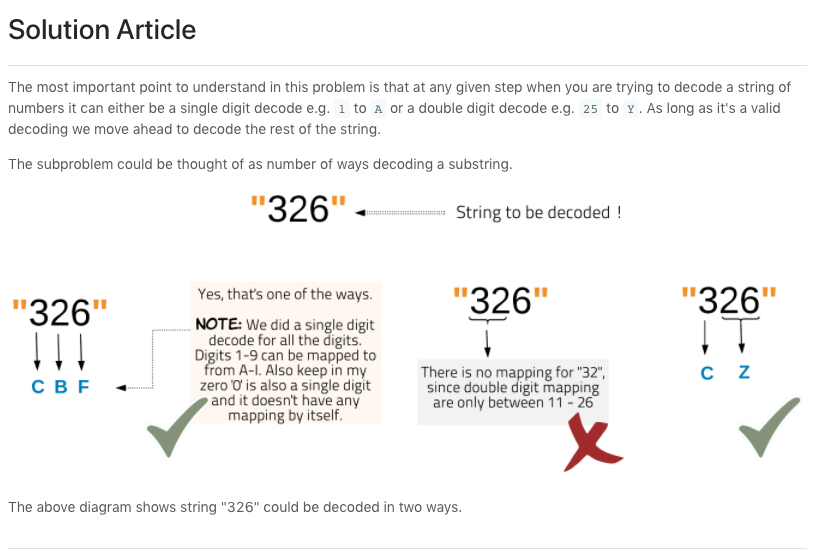 Solution Article
The most important point to understand in this problem is that at any given step when you are trying to decode a string of
numbers it can either be a single digit decode e.g. 1 to A or a double digit decode e.g. 25 to Y . As long as it's a valid
decoding we move ahead to decode the rest of the string.
The subproblem could be thought of as number of ways decoding a substring.
"326"
String to be decoded !
"326"
C B F
Yes, that's one of the ways.
NOTE: We did a single digit
decode for all the digits.
Digits 1-9 can be mapped to
from A-I. Also keep in my
zero '0' is also a single digit
and it doesn't have any
mapping by itself.
"326"
There is no mapping for "32",
since double digit mapping
are only between 11 - 26
"326"
C Z
The above diagram shows string "326" could be decoded in two ways.